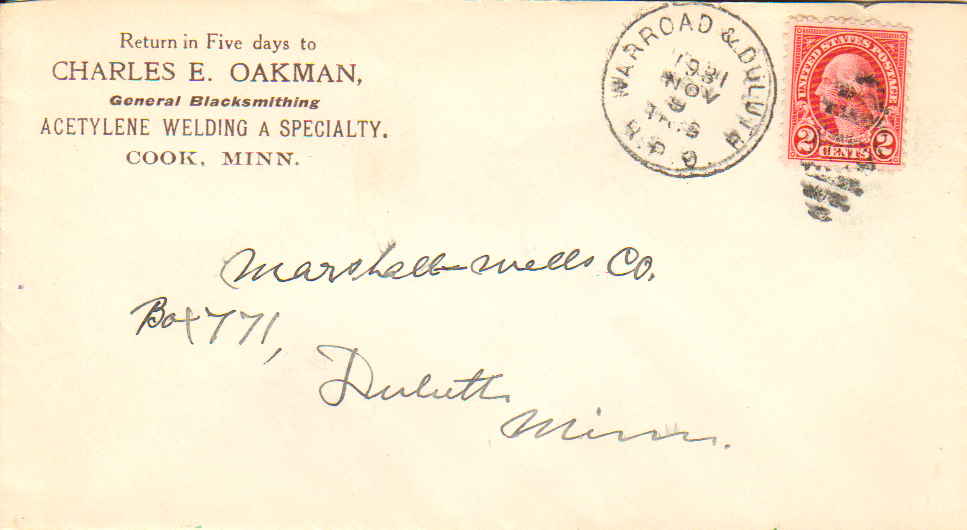 Return in Five days to
CHARLES E. OAKMAN,
General Blacksmithing
ACETYLENE WELDING A SPECIALTY.
COOK, MINN.
WARROAD & DULUTH
1931
NOV
R.P.O.
UNITED STATES POSTAGE
2 CENTS 2
Marshall-Wells Co.
Box 771,
Duluth
Minn.